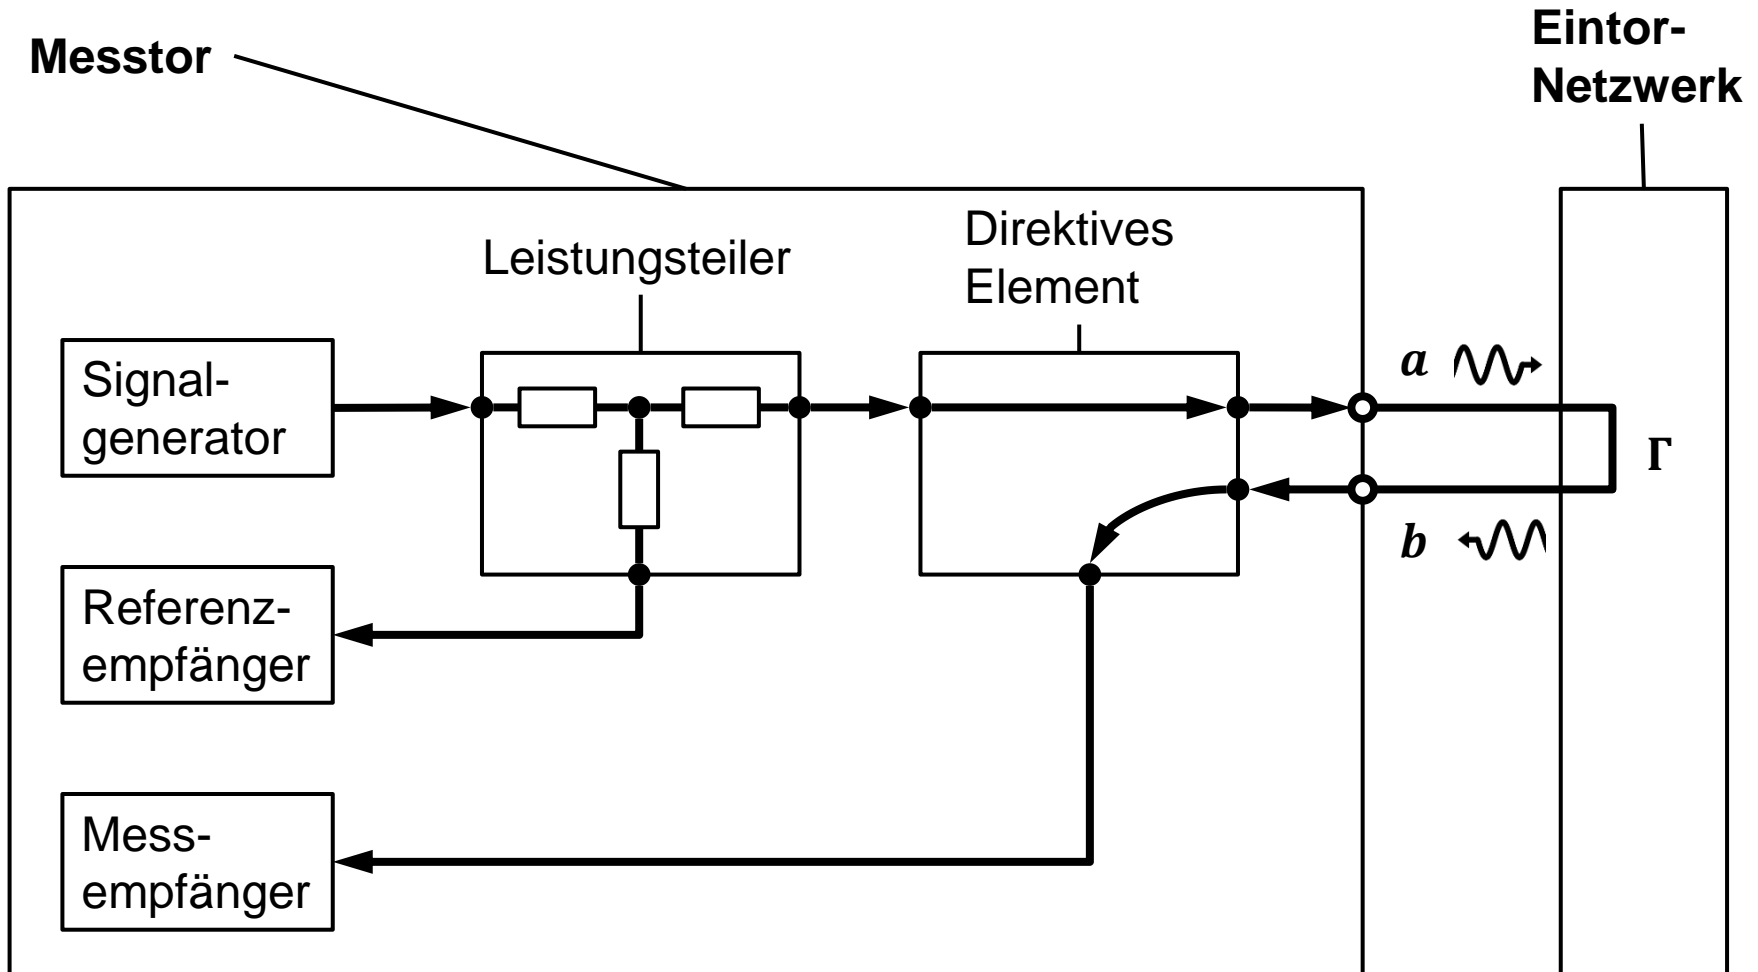 Messtor
Eintor-
Netzwerk
Leistungsteiler
Direktives
Element
Signal-
generator
a
Γ
b
Referenz-
empfänger
Mess-
empfänger